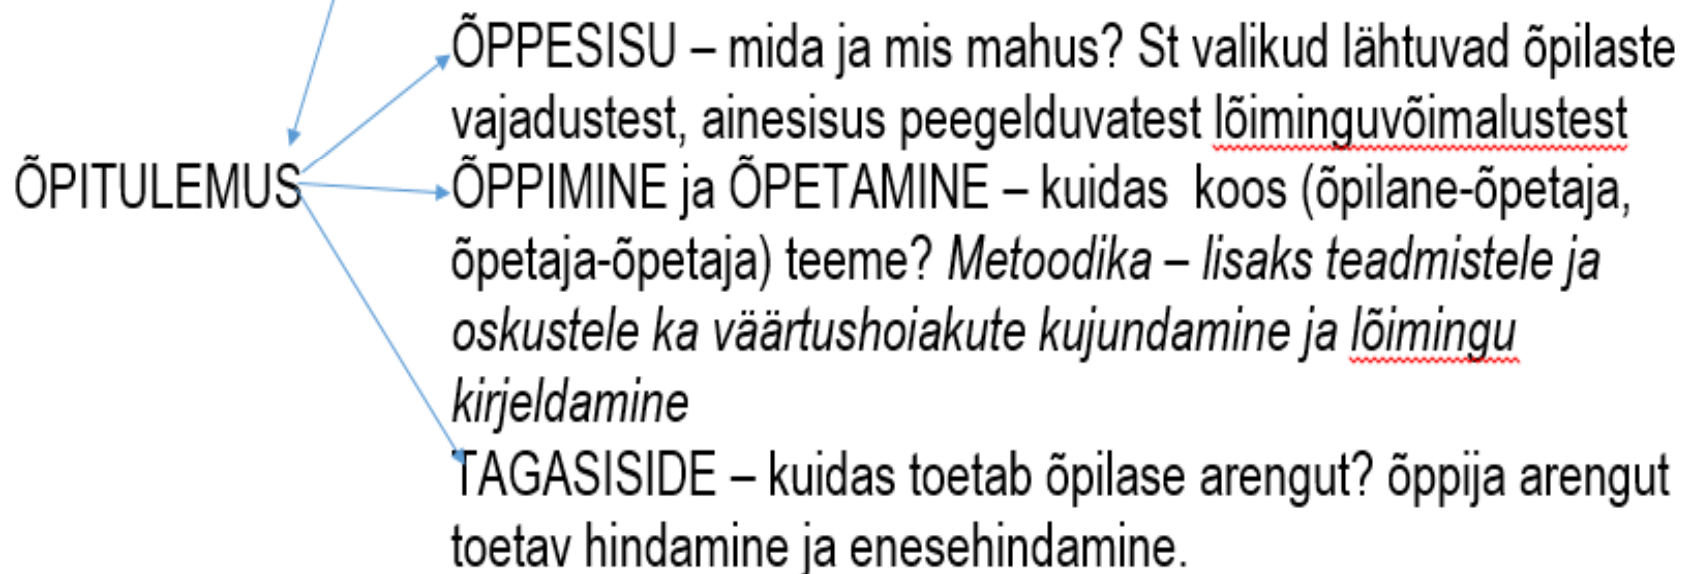 ÕPPESISU – mida ja mis mahus? St valikud lähtuvad õpilaste
vajadustest, ainesisus peegelduvatest lõiminguvõimalustest
ÕPITULEMUS
ÕPPIMINE ja ÕPETAMINE – kuidas  koos (õpilane-õpetaja,
õpetaja-õpetaja) teeme? Metoodika – lisaks teadmistele ja
oskustele ka väärtushoiakute kujundamine ja lõimingu
kirjeldamine
TAGASISIDE – kuidas toetab õpilase arengut? õppija arengut
toetav hindamine ja enesehindamine.